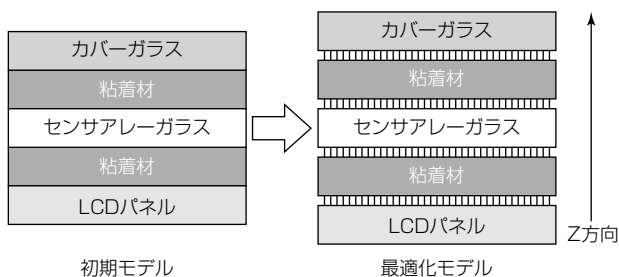 カバーガラス
粘着材
センサアレーガラス
粘着材
LCDパネル
初期モデル
カバーガラス
粘着材
センサアレーガラス
粘着材
LCDパネル
最適化モデル
Z方向